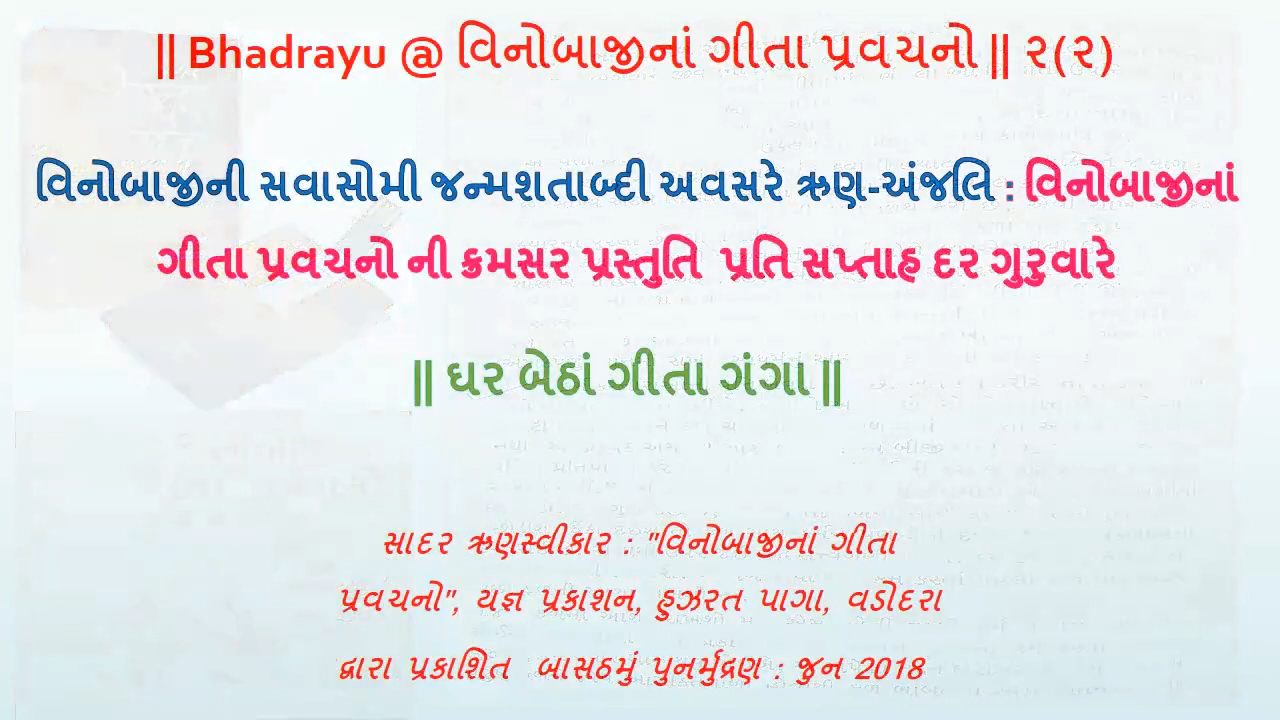 || Bhadrayu @ વિનોબાજીનાં ગીતા પ્રવચનો || ૨(૨)
વિનોબાજીની સવાસોમી જન્મશતાબ્દી અવસરે ઋણ-અંજલિ : વિનોબાજીનાં
ગીતા પ્રવચનો ની ક્રમસર પ્રસ્તુતિ પ્રતિ સપ્તાહ દર ગુરુવારે
|| ઘર બેઠાં ગીતા ગંગા ||
સાદર ઋણસ્વીકાર : "વિનોબાજીનાં ગીતા
પ્રવચનો", યજ્ઞ પ્રકાશન, હુઝરત પાગા, વડોદરા
દ્વારા પ્રકાશિત બાસઠમું પુનર્મુદ્રણ : જુન 2018